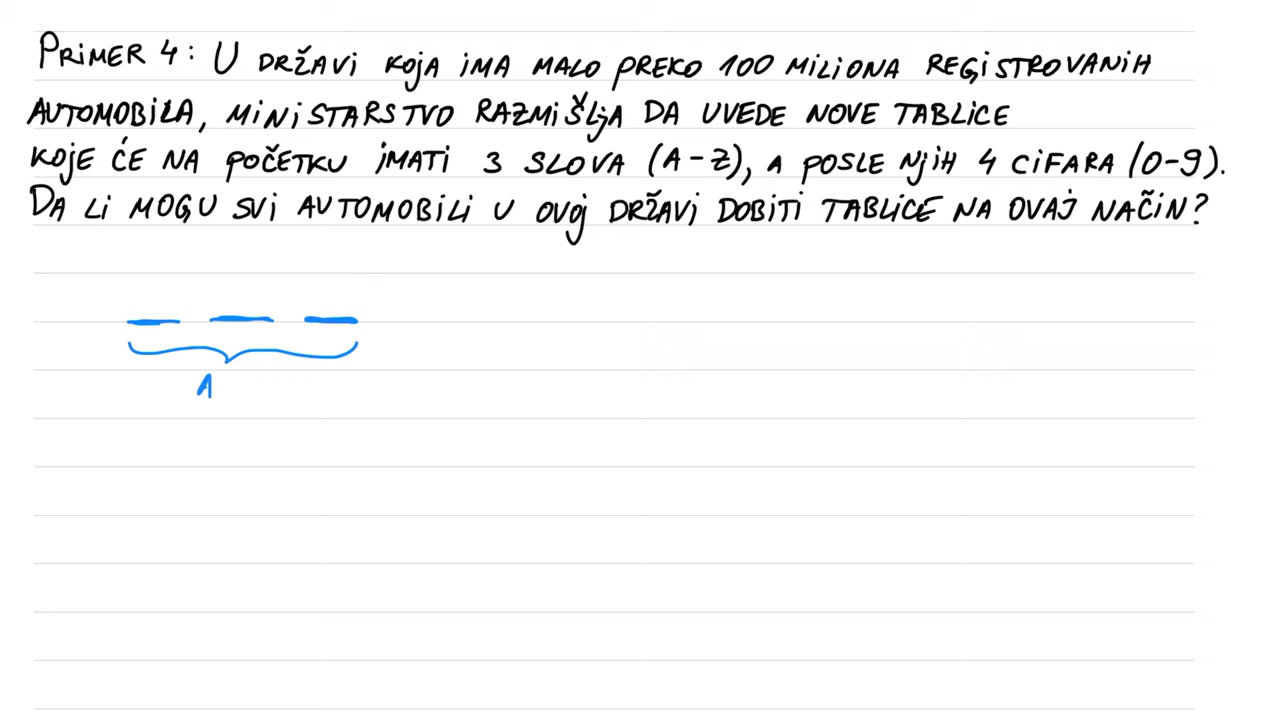 PRIMER 4: U DRŽAVI KOJA IMA MALO PREKO 100 MILIONA REGISTROVANIH
AUTOMOBILA, MINISTARSTVO RAZMIŠLJA DA UVEDE NOVE TABLICE
KOJE ĆE NA POČETKU IMATI 3 SLOVA (A-Z), A POSLE NJIH 4 CIFARA (0-9).
DA LI MOGU SVI AUTOMOBILI U OVOJ DRŽAVI DOBITI TABLICE NA OVAJ NAČIN?
A